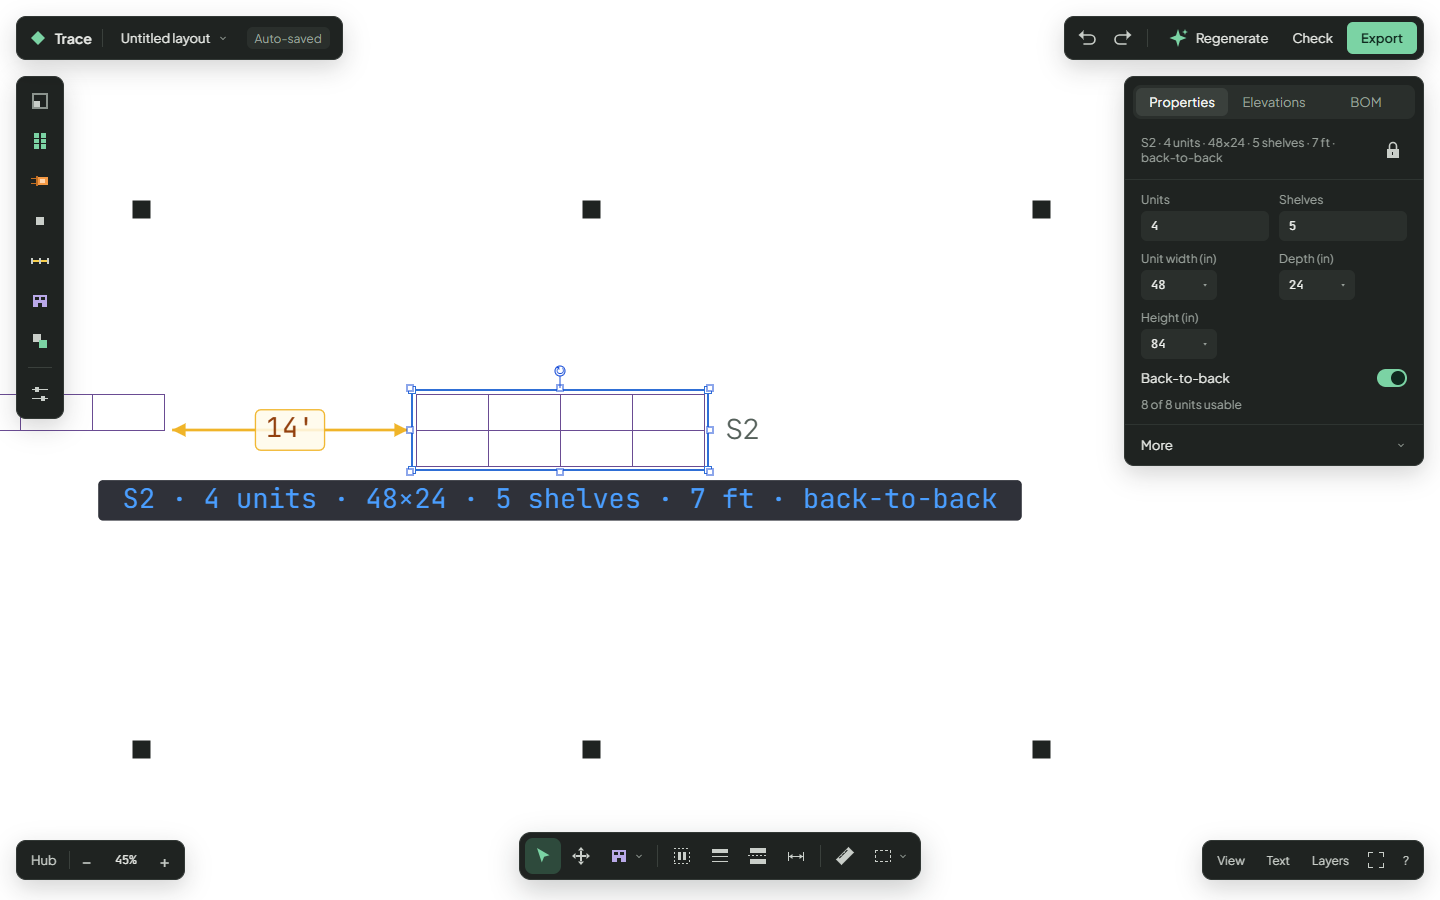 Trace
Untitled layout
Auto-saved
Regenerate
Check
Export
Properties
Elevations
BOM
S2 · 4 units · 48×24 · 5 shelves · 7 ft ·
back-to-back
Units
Shelves
4
5
Unit width (in)
Depth (in)
48
24
Height (in)
84
Back-to-back
8 of 8 units usable
More
14'
S2
S2 · 4 units · 48×24 · 5 shelves · 7 ft · back-to-back
Hub
−
45%
+
View
Text
Layers
?